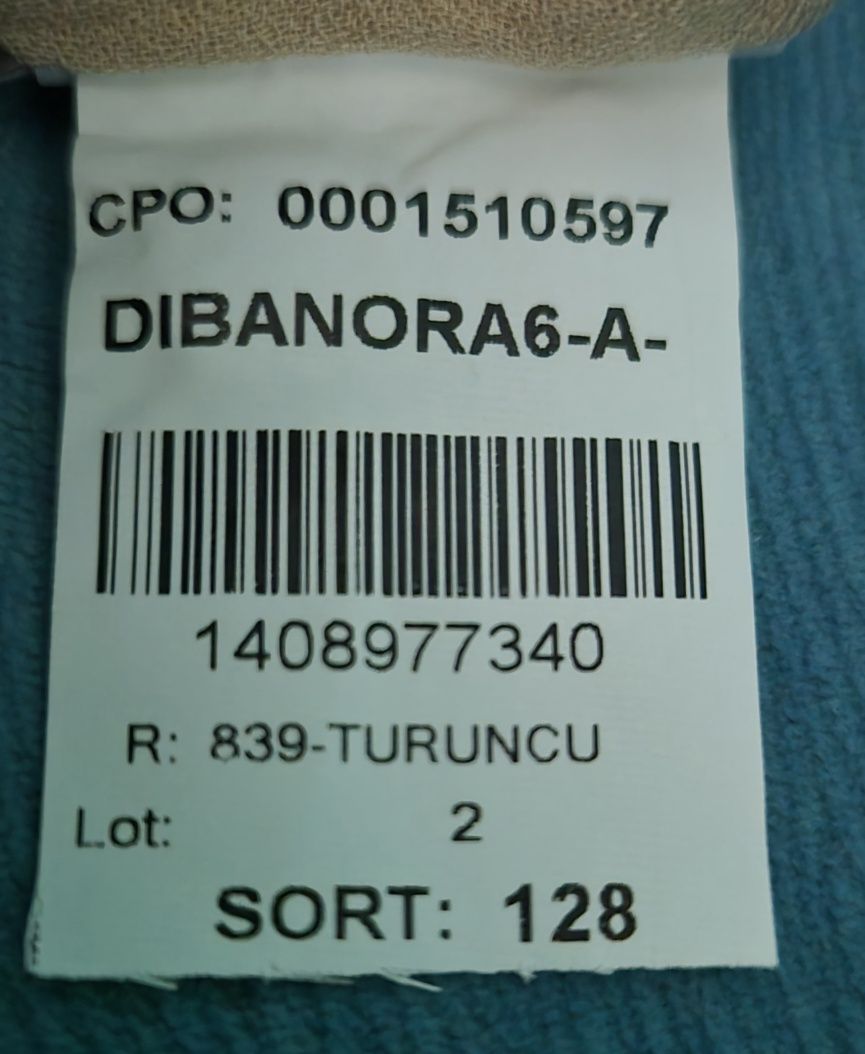 CPO: 0001510597
DIBANORA6-A-
1408977340
R: 839-TURUNCU
Lot: 2
SORT: 128